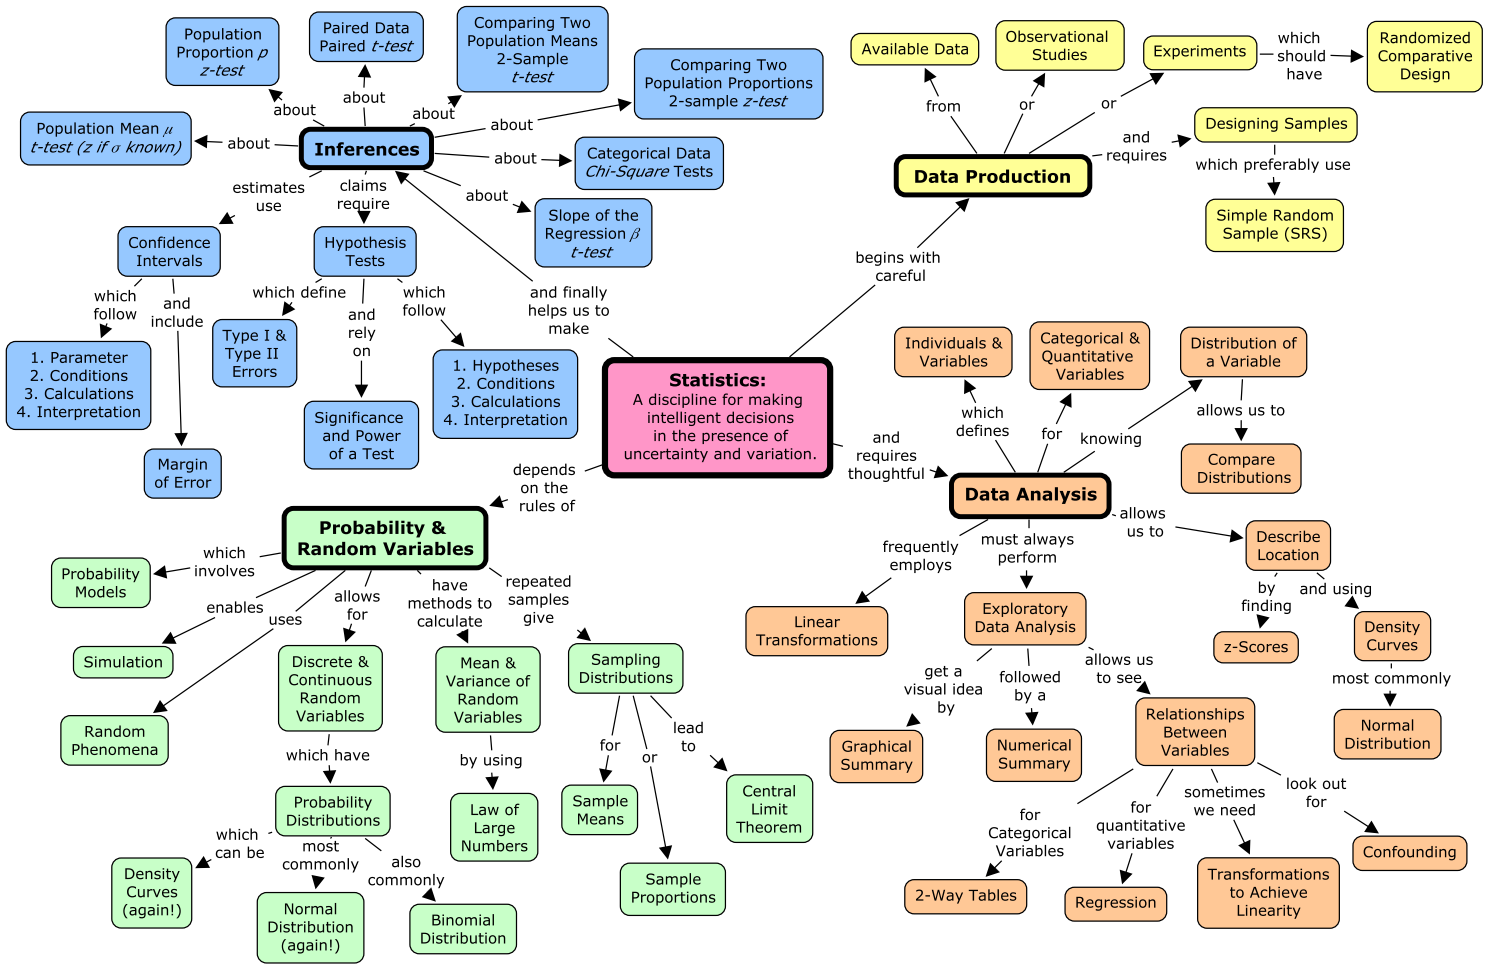 Population
Proportion p
z-test
Paired Data
Paired t-test
Comparing Two
Population Means
2-Sample
t-test
Comparing Two
Population Proportions
2-sample z-test
about
about
about
about
Population Mean μ
t-test (z if σ known)
about
Inferences
about
Categorical Data
Chi-Square Tests
about
Slope of the
Regression β
t-test
estimates
use
claims
require
Confidence
Intervals
Hypothesis
Tests
which
follow
and
include
which define
and
rely
on
which
follow
1. Parameter
2. Conditions
3. Calculations
4. Interpretation
Type I &
Type II
Errors
1. Hypotheses
2. Conditions
3. Calculations
4. Interpretation
Significance
and Power
of a Test
Margin
of Error
and finally
helps us to
make
Available Data
Observational
Studies
Experiments
which
should
have
Randomized
Comparative
Design
from
or
or
Data Production
and
requires
Designing Samples
which preferably use
Simple Random
Sample (SRS)
begins with
careful
Statistics:
A discipline for making
intelligent decisions
in the presence of
uncertainty and variation.
and
requires
thoughtful
depends
on the
rules of
Individuals &
Variables
Categorical &
Quantitative
Variables
Distribution of
a Variable
which
defines
for
knowing
allows us to
Compare
Distributions
Data Analysis
allows
us to
Describe
Location
by
finding
and using
z-Scores
Density
Curves
most commonly
Normal
Distribution
frequently
employs
must always
perform
Linear
Transformations
Exploratory
Data Analysis
get a
visual idea
by
followed
by a
allows us
to see
Graphical
Summary
Numerical
Summary
Relationships
Between
Variables
for
Categorical
Variables
for
quantitative
variables
sometimes
we need
look out
for
2-Way Tables
Regression
Transformations
to Achieve
Linearity
Confounding
Probability &
Random Variables
which
involves
Probability
Models
enables
Simulation
uses
Random
Phenomena
allows
for
have
methods to
calculate
repeated
samples
give
Discrete &
Continuous
Random
Variables
Mean &
Variance of
Random
Variables
Sampling
Distributions
which have
by using
for
or
lead
to
Probability
Distributions
Law of
Large
Numbers
Sample
Means
Central
Limit
Theorem
Sample
Proportions
which
can be
most
commonly
also
commonly
Density
Curves
(again!)
Normal
Distribution
(again!)
Binomial
Distribution